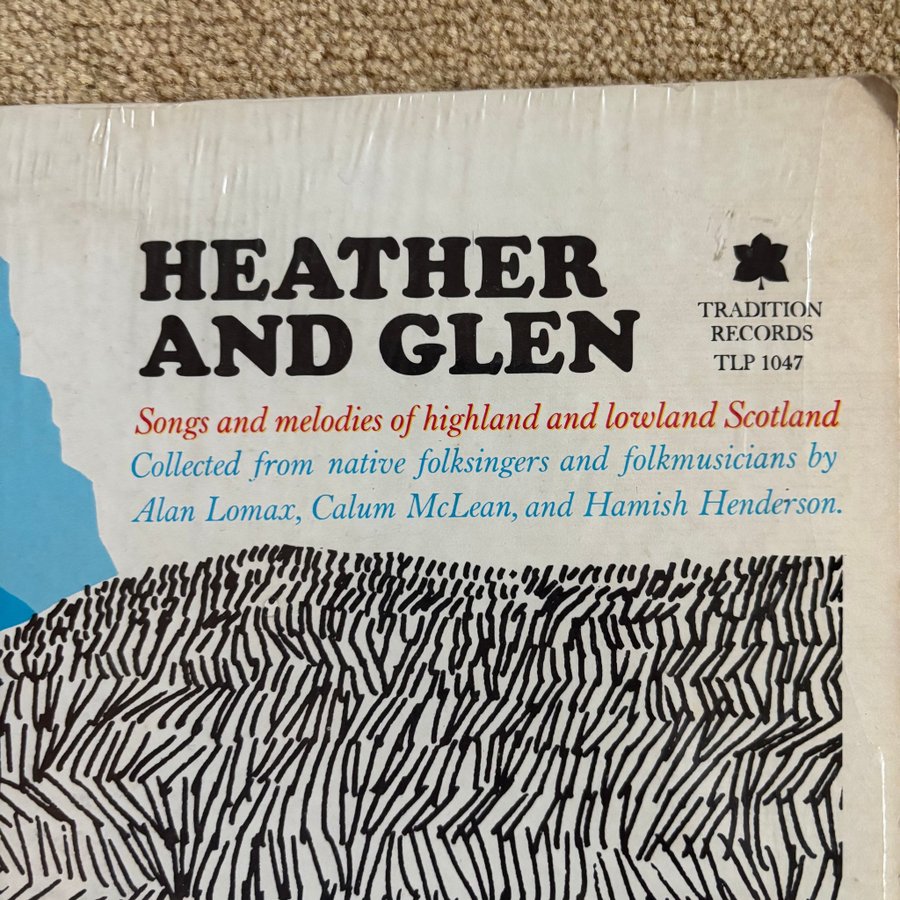 HEATHER
AND GLEN
TRADITION
RECORDS
TLP 1047
Songs and melodies of highland and lowland Scotland
Collected from native folksingers and folkmusicians by
Alan Lomax, Calum McLean, and Hamish Henderson.